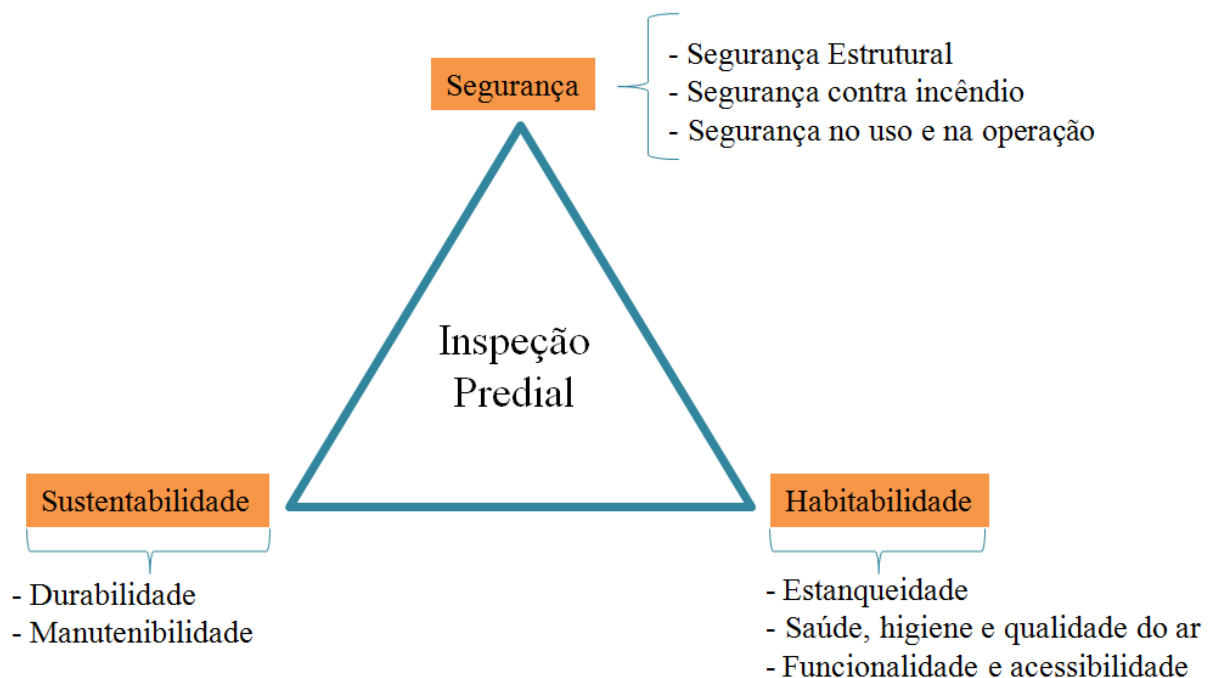 Segurança
- Segurança Estrutural
- Segurança contra incêndio
- Segurança no uso e na operação
Inspeção
Predial
Sustentabilidade
- Durabilidade
- Manutenibilidade
Habitabilidade
- Estanqueidade
- Saúde, higiene e qualidade do ar
- Funcionalidade e acessibilidade